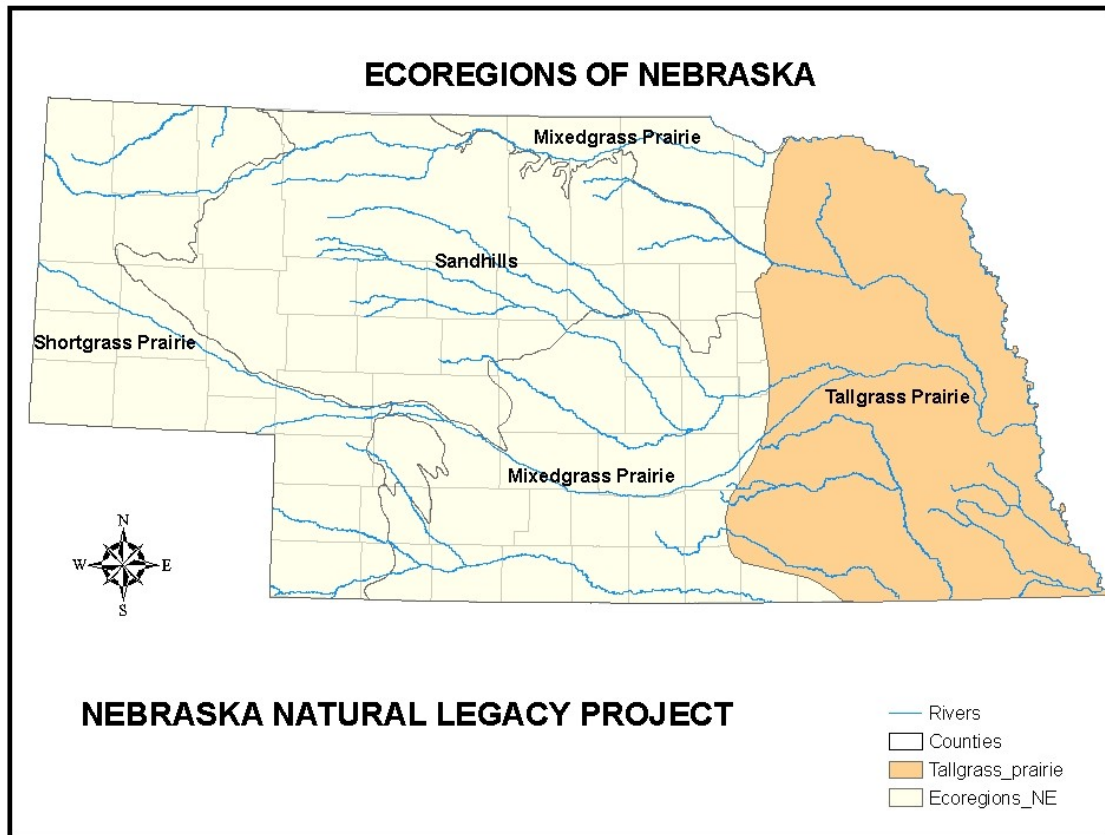 ECOREGIONS OF NEBRASKA
Mixedgrass Prairie
Sandhills
Shortgrass Prairie
Tallgrass Prairie
Mixedgrass Prairie
N
W E
S
NEBRASKA NATURAL LEGACY PROJECT
Rivers
Counties
Tallgrass_prairie
Ecoregions_NE